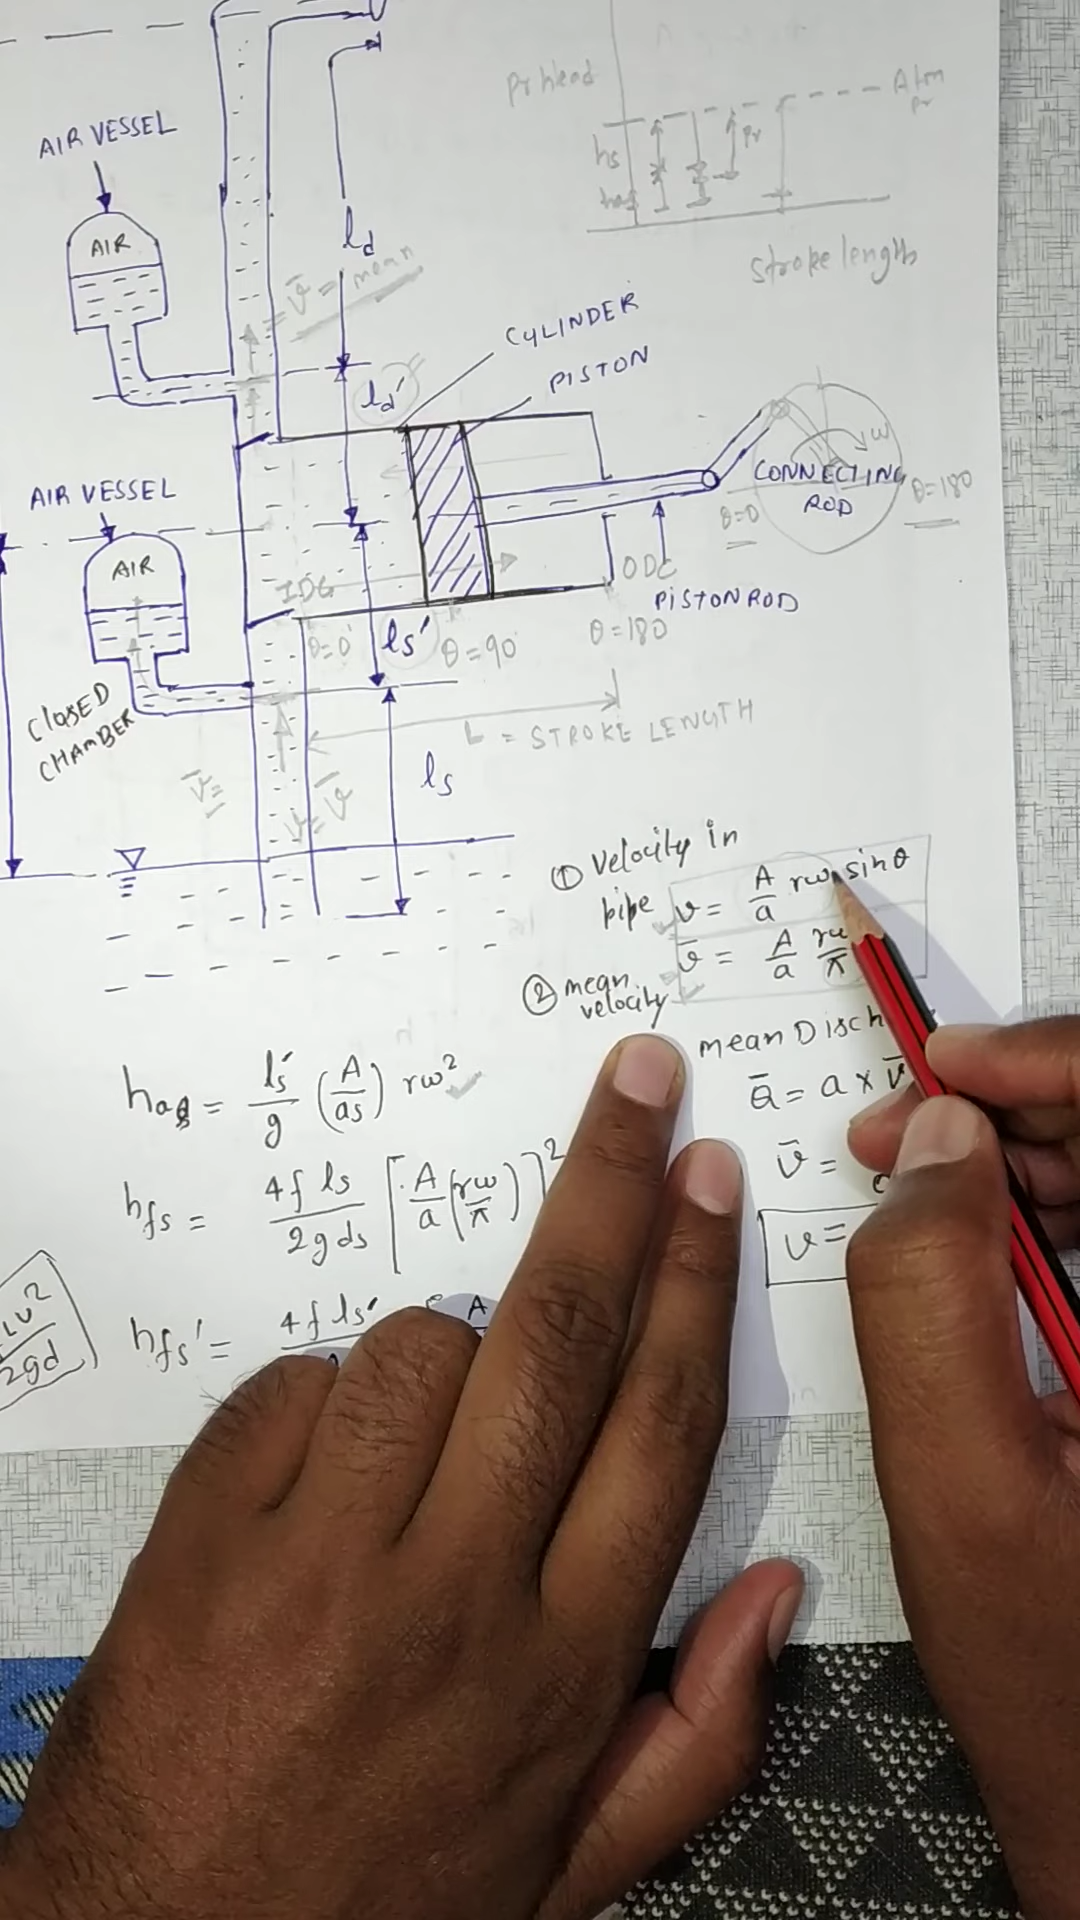 Pr head
Atm
Pr
hs
has
Pr
stroke length
AIR VESSEL
AIR
ld
v̅ = mean
CYLINDER
PISTON
ld'
AIR VESSEL
AIR
CONNECTING
ROD
ω
θ=0
θ=180
IDC
ODC
PISTON ROD
θ=0
ls'
θ=90
θ=180
CLOSED
CHAMBER
L = STROKE LENGTH
v̅=
v=v̅
ls
① Velocity in
pipe v = A/a rω sinθ
v̅ = A/a rω/π
② mean
velocity
mean Disch
Q̅ = a × v̅
v̅ =
v =
has = ls'/g (A/as) rω²
hfs = 4f ls/2g ds [A/a (rω/π)]²
hfs' = 4f ls'
A
LV²
2gd